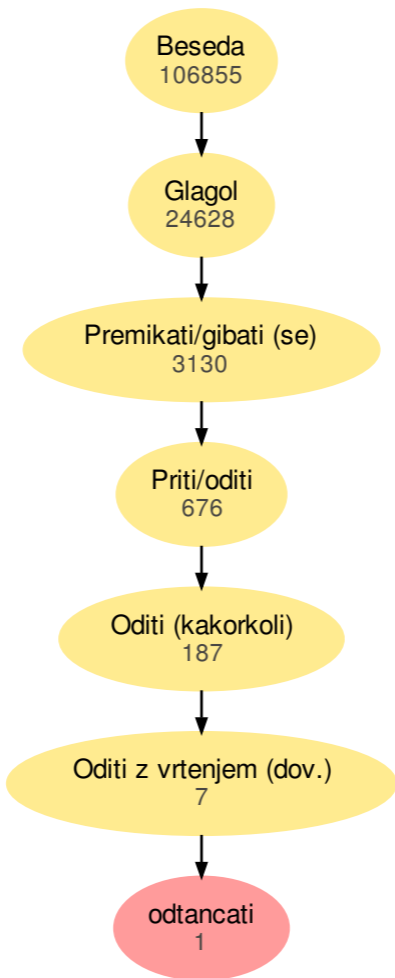 Beseda
106855
Glagol
24628
Premikati/gibati (se)
3130
Priti/oditi
676
Oditi (kakorkoli)
187
Oditi z vrtenjem (dov.)
7
odtancati
1